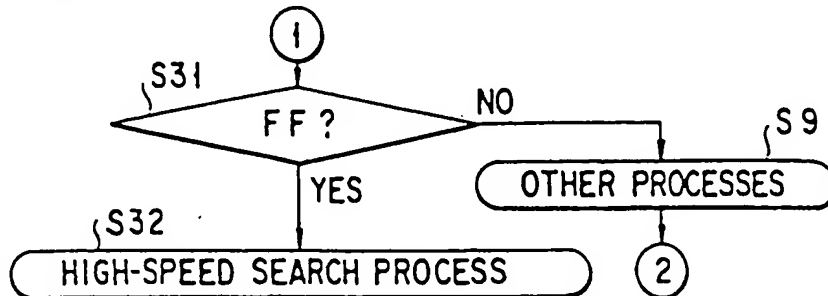 1
S31
FF?
NO
S9
OTHER PROCESSES
YES
S32
HIGH-SPEED SEARCH PROCESS
2